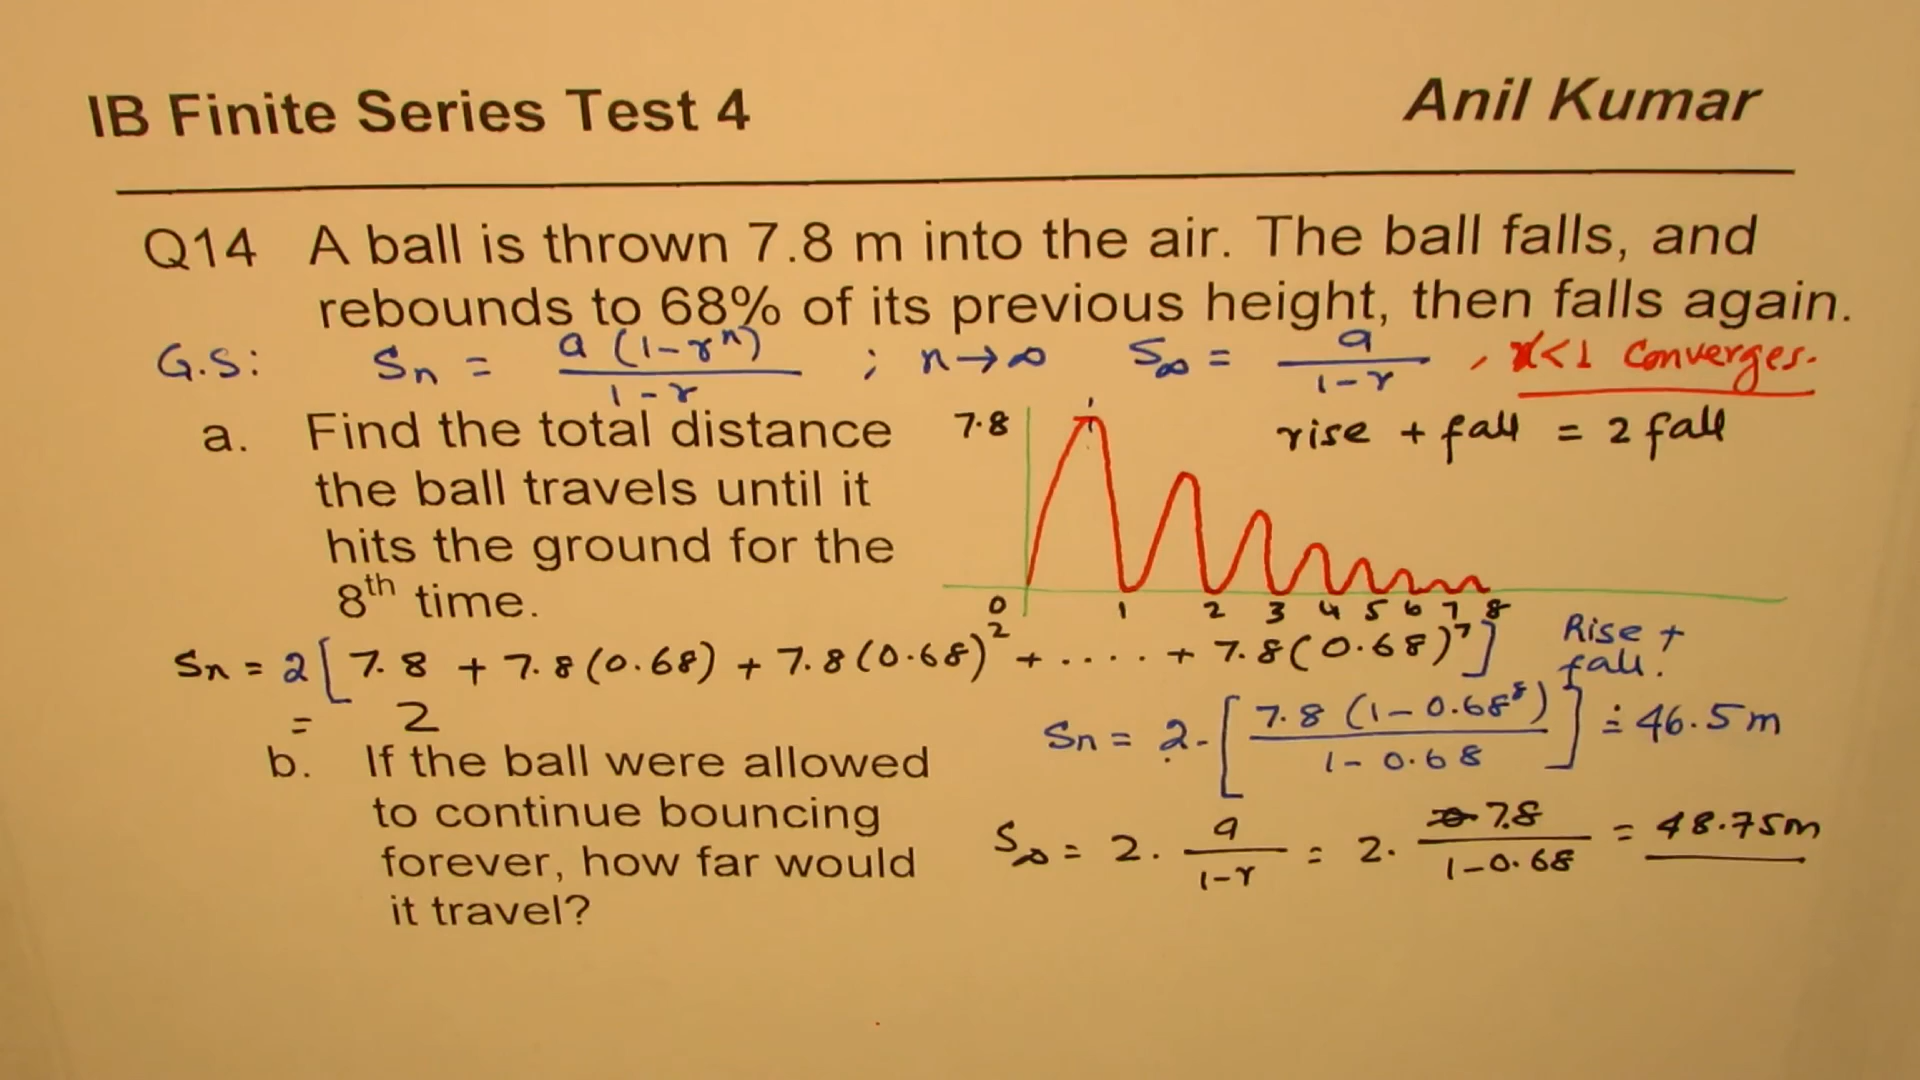 IB Finite Series Test 4 Anil Kumar
Q14 A ball is thrown 7.8 m into the air. The ball falls, and
rebounds to 68% of its previous height, then falls again.
G.S: Sn = a (1-rⁿ) / 1-r ; n→∞ S∞ = a / 1-r , r<1 Converges.
a. Find the total distance
the ball travels until it
hits the ground for the
8th time.
7.8
rise + fall = 2 fall
0 1 2 3 4 5 6 7 8
Sn = 2[7.8 + 7.8(0.68) + 7.8(0.68)² + .... + 7.8(0.68)⁷]
Rise +
fall.
= 2
Sn = 2·[7.8 (1-0.68⁸) / 1-0.68] ≐ 46.5m
b. If the ball were allowed
to continue bouncing
forever, how far would
it travel?
S∞ = 2· a / 1-r = 2· 7.8 / 1-0.68 = 48.75m